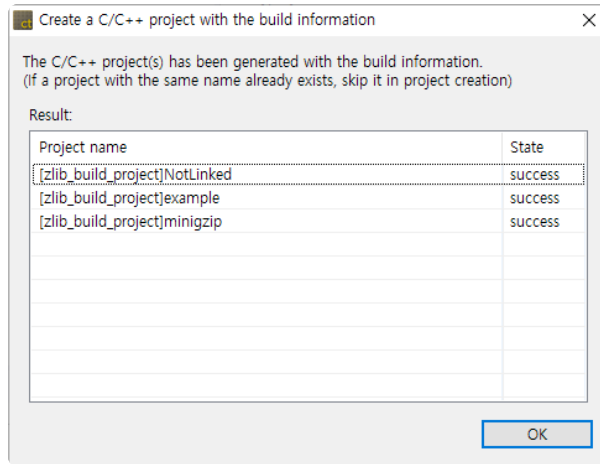 ct Create a C/C++ project with the build information
The C/C++ project(s) has been generated with the build information.
(If a project with the same name already exists, skip it in project creation)
Result:
Project name State
[zlib_build_project]NotLinked success
[zlib_build_project]example success
[zlib_build_project]minigzip success
OK